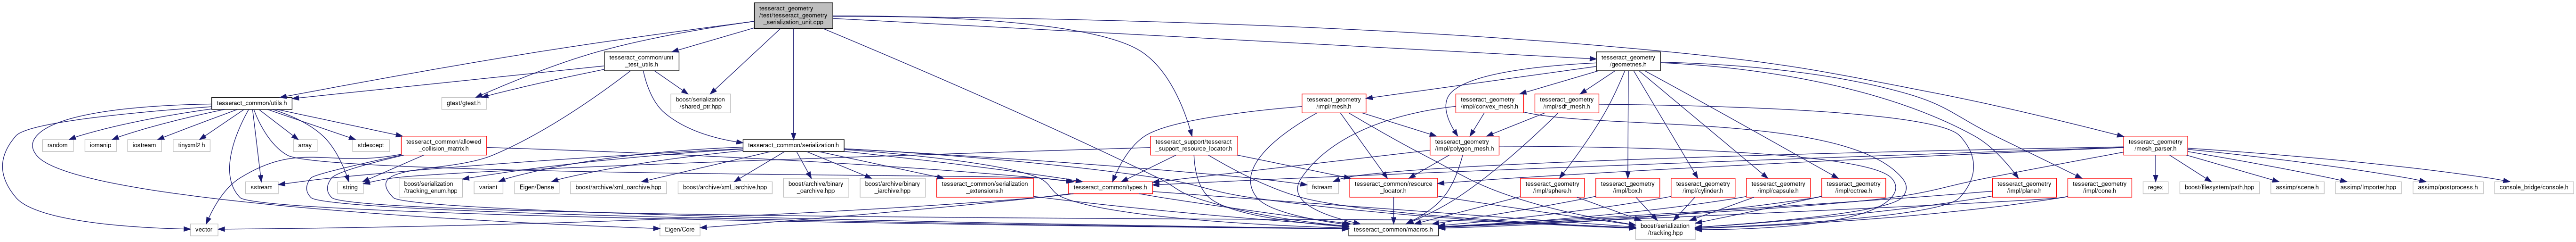 tesseract_geometry
/test/tesseract_geometry
_serialization_unit.cpp
tesseract_common/unit
_test_utils.h
tesseract_geometry
/geometries.h
tesseract_common/utils.h
gtest/gtest.h
boost/serialization
/shared_ptr.hpp
tesseract_geometry
/impl/mesh.h
tesseract_geometry
/impl/convex_mesh.h
tesseract_geometry
/impl/sdf_mesh.h
random
iomanip
iostream
tinyxml2.h
array
stdexcept
tesseract_common/allowed
_collision_matrix.h
tesseract_common/serialization.h
tesseract_support/tesseract
_support_resource_locator.h
tesseract_geometry
/impl/polygon_mesh.h
tesseract_geometry
/mesh_parser.h
sstream
string
boost/serialization
/tracking_enum.hpp
variant
Eigen/Dense
boost/archive/xml_oarchive.hpp
boost/archive/xml_iarchive.hpp
boost/archive/binary
_oarchive.hpp
boost/archive/binary
_iarchive.hpp
tesseract_common/serialization
_extensions.h
tesseract_common/types.h
fstream
tesseract_common/resource
_locator.h
tesseract_geometry
/impl/sphere.h
tesseract_geometry
/impl/box.h
tesseract_geometry
/impl/cylinder.h
tesseract_geometry
/impl/capsule.h
tesseract_geometry
/impl/octree.h
tesseract_geometry
/impl/plane.h
tesseract_geometry
/impl/cone.h
regex
boost/filesystem/path.hpp
assimp/scene.h
assimp/Importer.hpp
assimp/postprocess.h
console_bridge/console.h
vector
Eigen/Core
tesseract_common/macros.h
boost/serialization
/tracking.hpp